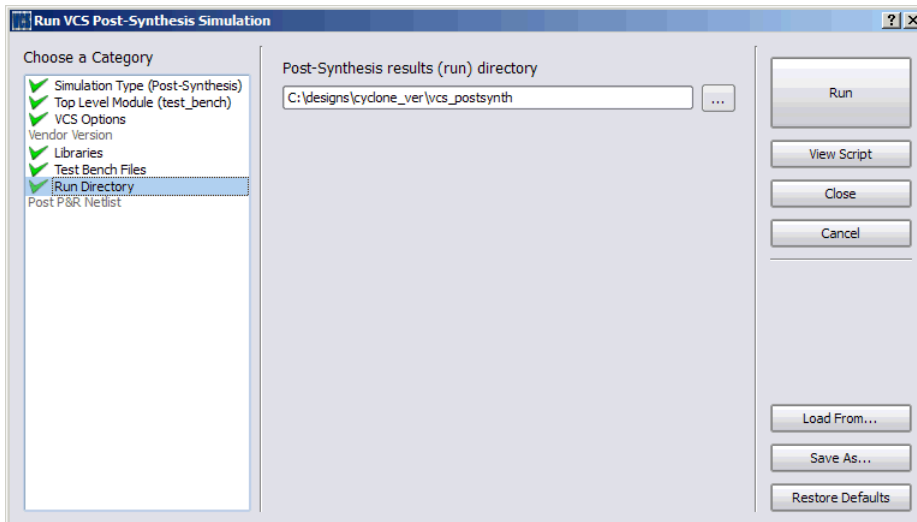 Run VCS Post-Synthesis Simulation
Choose a Category
Simulation Type (Post-Synthesis)
Top Level Module (test_bench)
VCS Options
Vendor Version
Libraries
Test Bench Files
Run Directory
Post P&R Netlist
Post-Synthesis results (run) directory
C:\designs\cyclone_ver\vcs_postsynth
...
Run
View Script
Close
Cancel
Load From...
Save As...
Restore Defaults